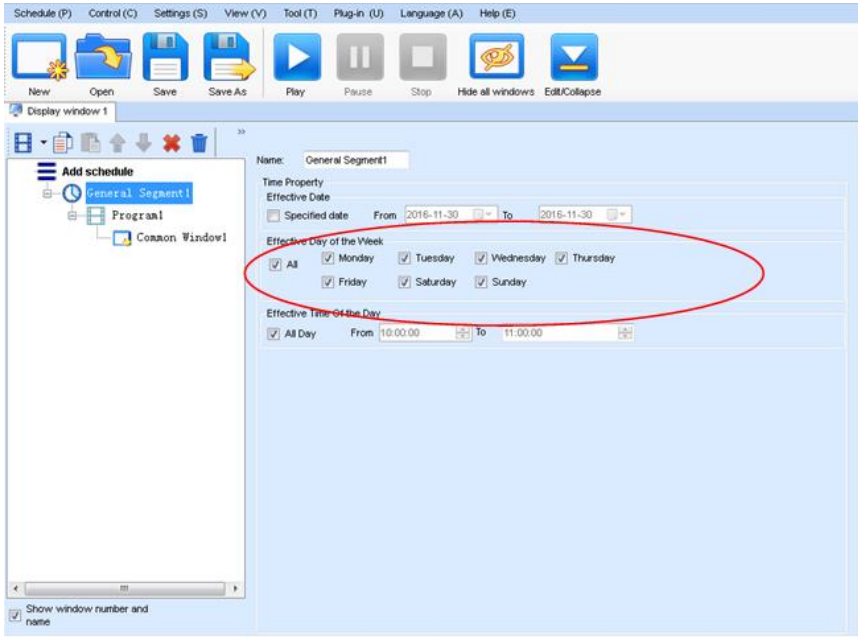 Schedule (P) Control (C) Settings (S) View (V) Tool (T) Plug-in (U) Language (A) Help (E)
New Open Save Save As Play Pause Stop Hide all windows Edit/Collapse
Display window 1
»
Add schedule
General Segment1
Program1
Common Window1
Show window number and
name
Name: General Segment1
Time Property
Effective Date
Specified date From 2016-11-30 To 2016-11-30
Effective Day of the Week
All Monday Tuesday Wednesday Thursday
Friday Saturday Sunday
Effective Time Of the Day
All Day From 10:00:00 To 11:00:00